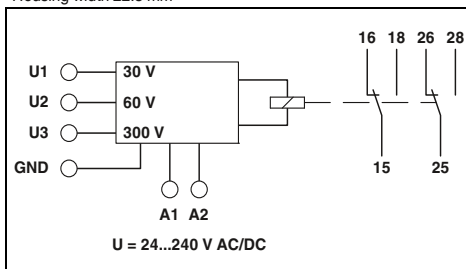 Housing width 22.5 mm
16 18 26 28
U1 30 V
U2 60 V
U3 300 V
GND
15 25
A1 A2
U = 24...240 V AC/DC